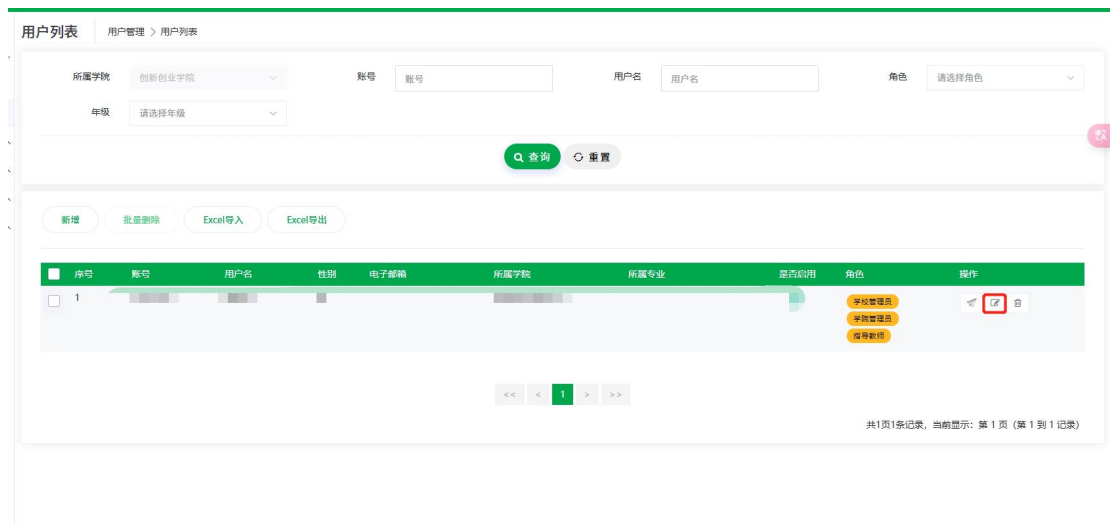 用户列表 用户管理 > 用户列表
所属学院 创新创业学院 账号 账号 用户名 用户名 角色 请选择角色
年级 请选择年级
查询 重置
新增 批量删除 Excel导入 Excel导出
序号 账号 用户名 性别 电子邮箱 所属学院 所属专业 是否启用 角色 操作
1 学校管理员
学院管理员
指导教师
<< < 1 > >>
共1页1条记录，当前显示：第 1 页（第 1 到 1 记录）